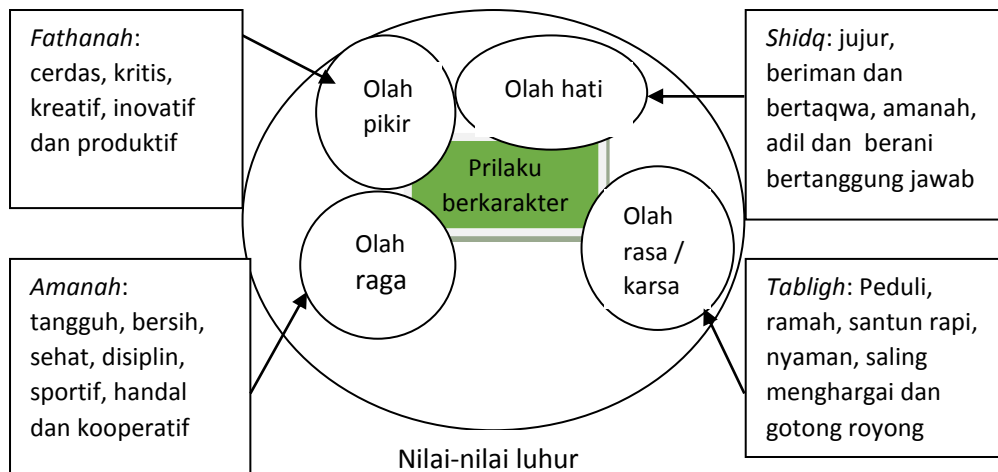 Fathanah:
cerdas, kritis,
kreatif, inovatif
dan produktif
Olah
pikir
Olah hati
Shidq: jujur,
beriman dan
bertaqwa, amanah,
adil dan berani
bertanggung jawab
Prilaku
berkarakter
Olah
raga
Olah
rasa /
karsa
Amanah:
tangguh, bersih,
sehat, disiplin,
sportif, handal
dan kooperatif
Tabligh: Peduli,
ramah, santun rapi,
nyaman, saling
menghargai dan
gotong royong
Nilai-nilai luhur